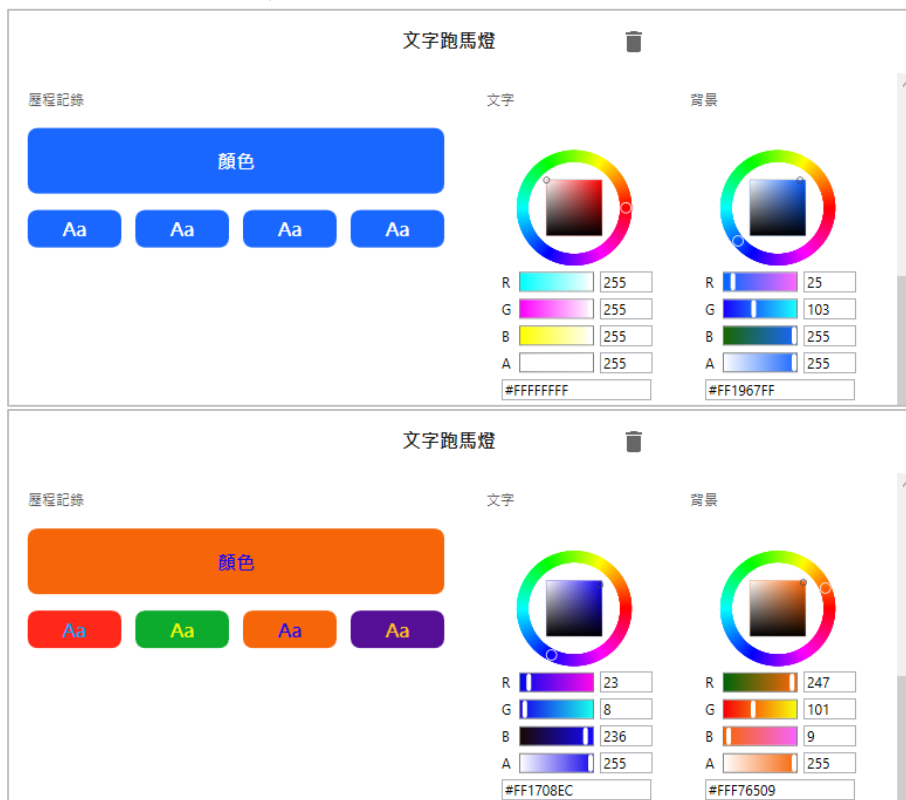 文字跑馬燈
歷程記錄 文字 背景
顏色
Aa Aa Aa Aa
R 255 R 25
G 255 G 103
B 255 B 255
A 255 A 255
#FFFFFFFF #FF1967FF
文字跑馬燈
歷程記錄 文字 背景
顏色
Aa Aa Aa Aa
R 23 R 247
G 8 G 101
B 236 B 9
A 255 A 255
#FF1708EC #FFF76509